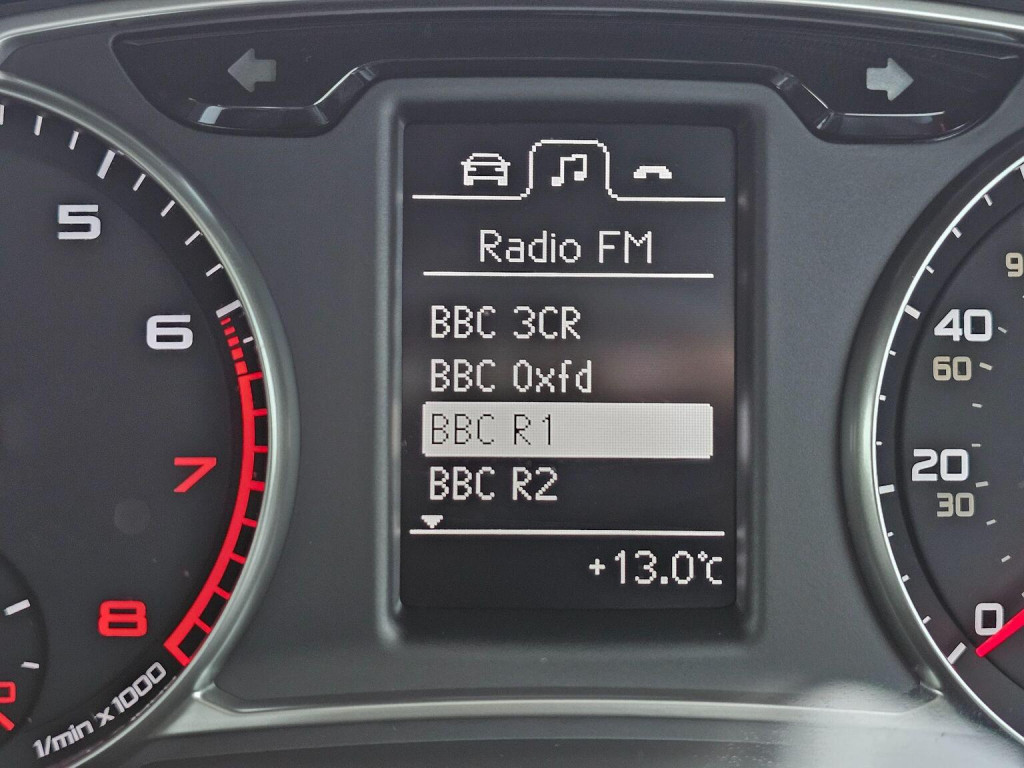 Radio FM
BBC 3CR
BBC Oxfd
BBC R1
BBC R2
+13.0°C
5
6
7
8
1/min x1000
9
40
60
20
30
0